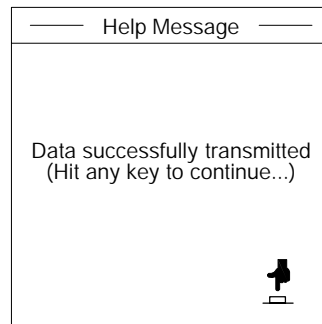 Help Message
Data successfully transmitted
(Hit any key to continue...)